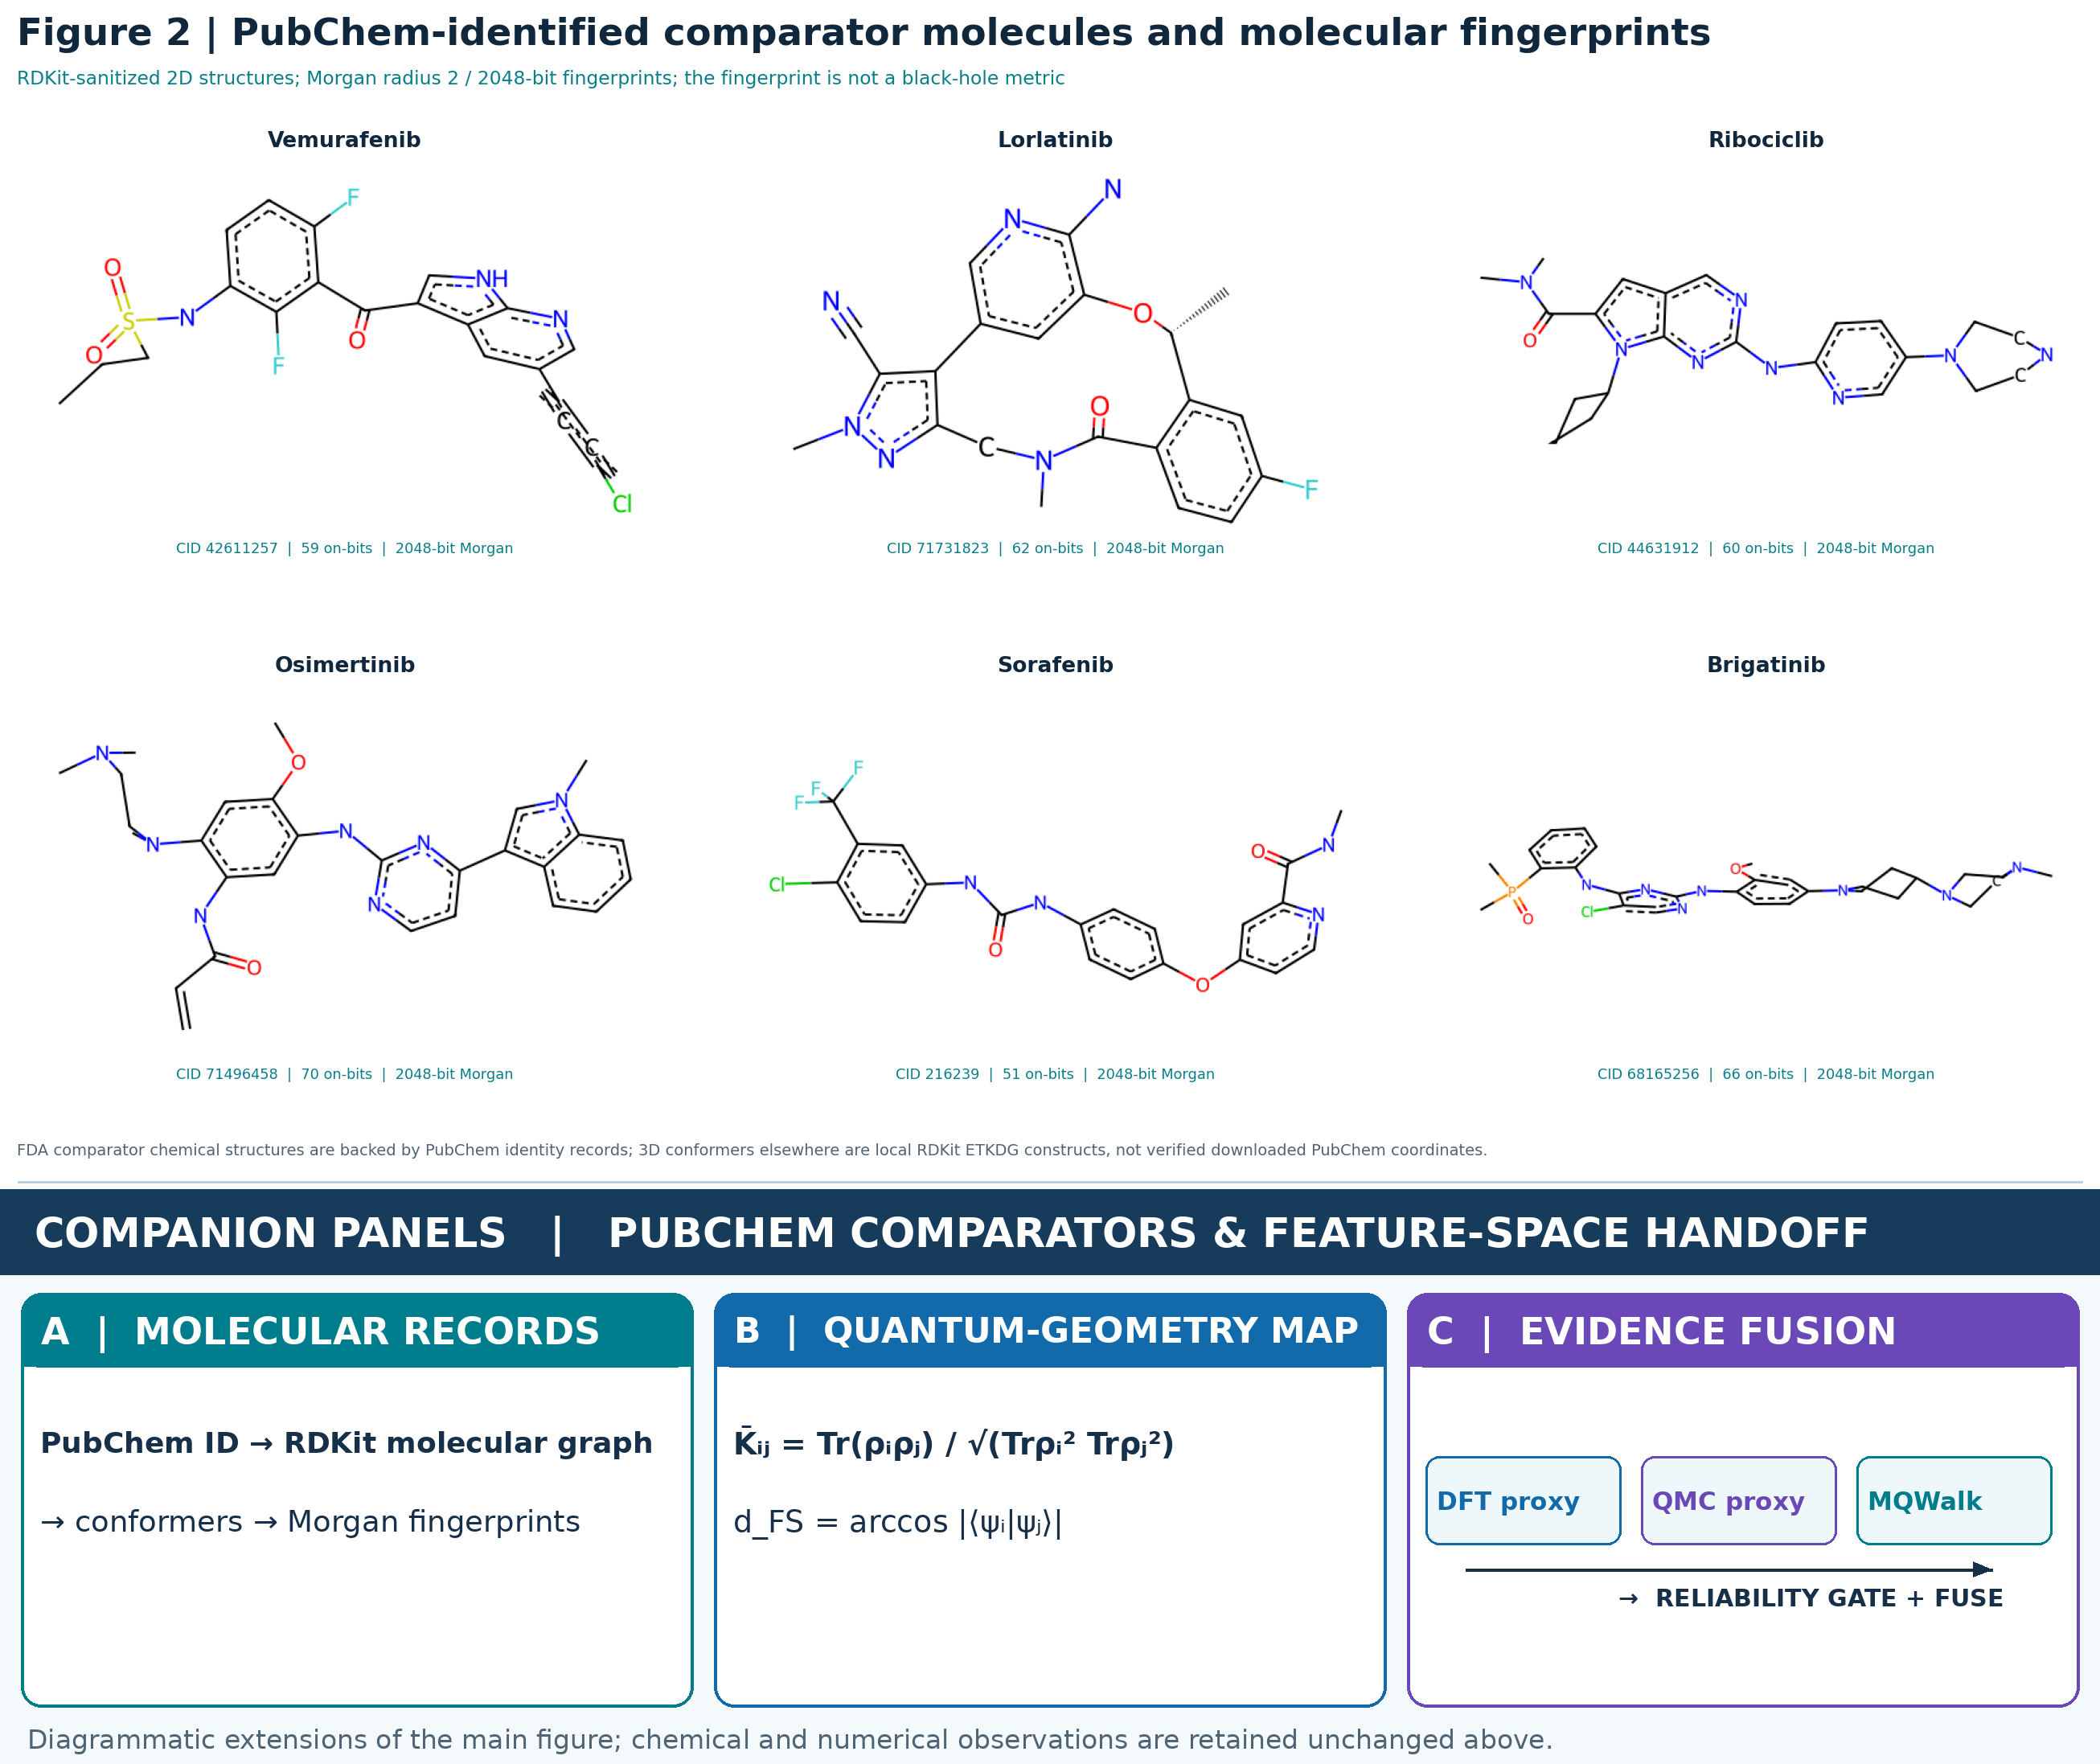 Figure 2 | PubChem-identified comparator molecules and molecular fingerprints
RDKit-sanitized 2D structures; Morgan radius 2 / 2048-bit fingerprints; the fingerprint is not a black-hole metric
Vemurafenib
F
O
NH
S
N
N
O
O
F
C
C
Cl
CID 42611257 | 59 on-bits | 2048-bit Morgan
Lorlatinib
N
N
N
O
O
N
N
C
N
F
CID 71731823 | 62 on-bits | 2048-bit Morgan
Ribociclib
N
N
O
C
N
N
N
N
C
N
N
CID 44631912 | 60 on-bits | 2048-bit Morgan
Osimertinib
N
O
N
N
N
N
N
N
O
CID 71496458 | 70 on-bits | 2048-bit Morgan
Sorafenib
F
F
F
O
N
Cl
N
N
N
O
O
CID 216239 | 51 on-bits | 2048-bit Morgan
Brigatinib
O
N
N
P
N
N
N
C
N
Cl
N
O
CID 68165256 | 66 on-bits | 2048-bit Morgan
FDA comparator chemical structures are backed by PubChem identity records; 3D conformers elsewhere are local RDKit ETKDG constructs, not verified downloaded PubChem coordinates.
COMPANION PANELS | PUBCHEM COMPARATORS & FEATURE-SPACE HANDOFF
A | MOLECULAR RECORDS
PubChem ID → RDKit molecular graph
→ conformers → Morgan fingerprints
B | QUANTUM-GEOMETRY MAP
K̄ᵢⱼ = Tr(ρᵢρⱼ) / √(Trρᵢ² Trρⱼ²)
d_FS = arccos |⟨ψᵢ|ψⱼ⟩|
C | EVIDENCE FUSION
DFT proxy
QMC proxy
MQWalk
→ RELIABILITY GATE + FUSE
Diagrammatic extensions of the main figure; chemical and numerical observations are retained unchanged above.